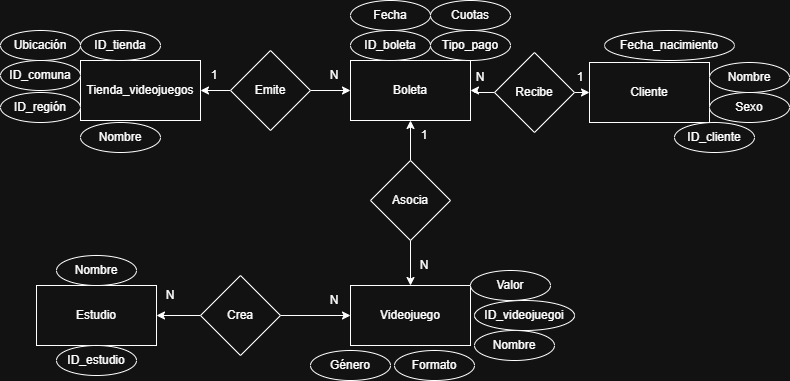 Fecha
Cuotas
Ubicación
ID_tienda
ID_boleta
Tipo_pago
Fecha_nacimiento
ID_comuna
Tienda_videojuegos
1
Emite
N
Boleta
N
Recibe
1
Cliente
Nombre
ID_región
Sexo
Nombre
1
ID_cliente
Asocia
Nombre
N
Valor
Estudio
N
Crea
N
Videojuego
ID_videojuegoi
Nombre
ID_estudio
Género
Formato